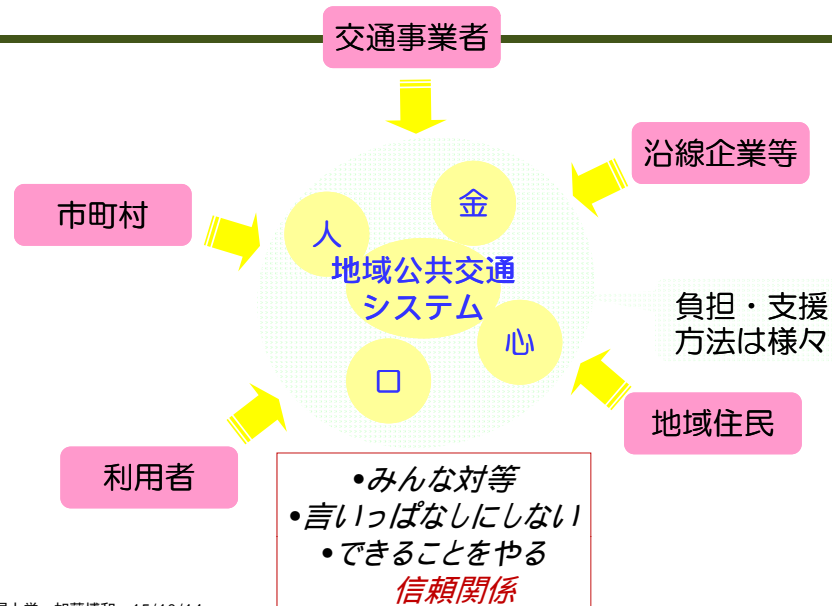 交通事業者
沿線企業等
市町村
金
人
地域公共交通
システム
負担・支援
方法は様々
心
口
地域住民
利用者
•みんな対等
•言いっぱなしにしない
•できることをやる
信頼関係